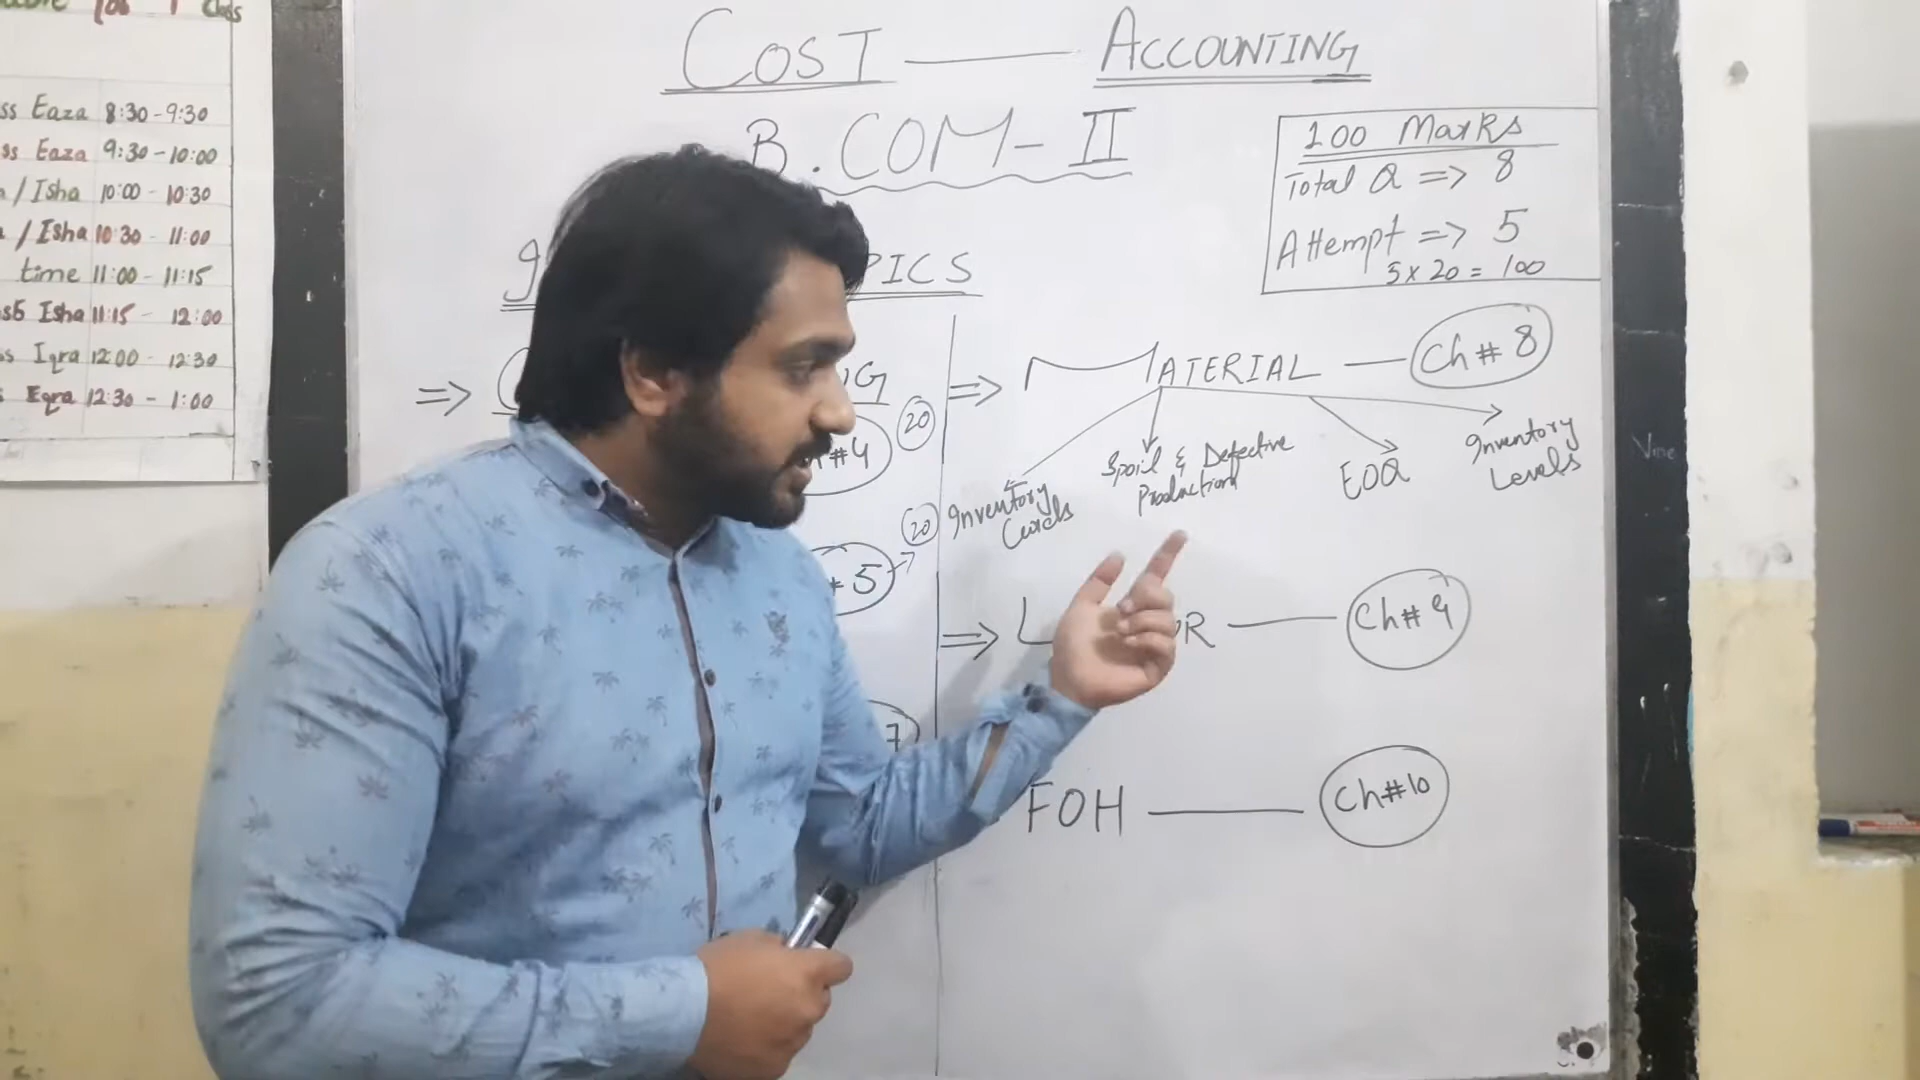 Class
ss Eaza 8:30 - 9:30
ss Eaza 9:30 - 10:00
/ Isha 10:00 - 10:30
/ Isha 10:30 - 11:00
time 11:00 - 11:15
Isha 11:15 - 12:00
ss Iqra 12:00 - 12:30
Eqra 12:30 - 1:00
COST — ACCOUNTING
B.COM-II
100 MarKs
Total Q => 8
Attempt => 5
5 x 20 = 100
PICS
=> G
#4 20
# 5 → 20
7
=> MATERIAL — Ch # 8
Inventory Cards
Spoil & Defective
Production
EOQ
Inventory
Levels
=> L OR — Ch # 9
FOH — Ch # 10